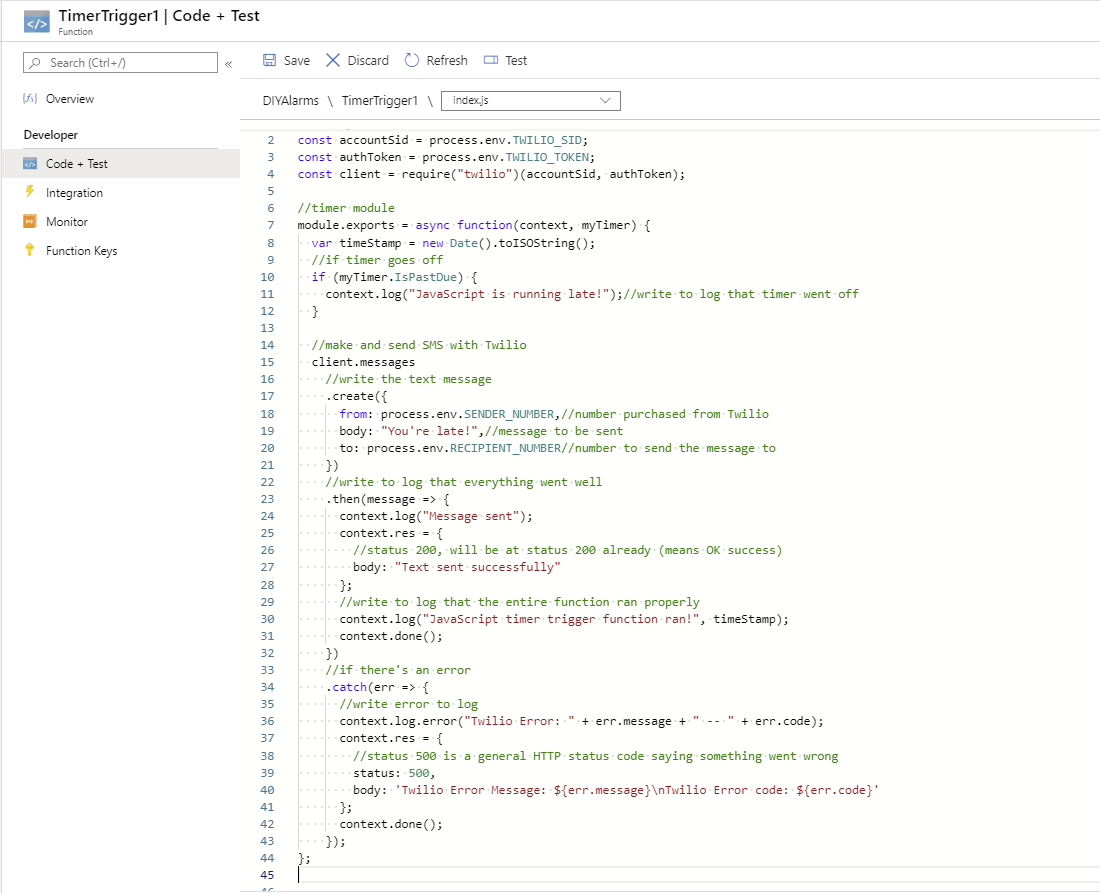 TimerTrigger1 | Code + Test
Function
Search (Ctrl+/)
«
Save
Discard
Refresh
Test
Overview
Developer
Code + Test
Integration
Monitor
Function Keys
DIYAlarms \ TimerTrigger1 \ index.js
2 const accountSid = process.env.TWILIO_SID;
3 const authToken = process.env.TWILIO_TOKEN;
4 const client = require("twilio")(accountSid, authToken);
5
6 //timer module
7 module.exports = async function(context, myTimer) {
8   var timeStamp = new Date().toISOString();
9   //if timer goes off
10   if (myTimer.IsPastDue) {
11     context.log("JavaScript is running late!");//write to log that timer went off
12   }
13
14   //make and send SMS with Twilio
15   client.messages
16     //write the text message
17     .create({
18       from: process.env.SENDER_NUMBER,//number purchased from Twilio
19       body: "You're late!",//message to be sent
20       to: process.env.RECIPIENT_NUMBER//number to send the message to
21     })
22     //write to log that everything went well
23     .then(message => {
24       context.log("Message sent");
25       context.res = {
26         //status 200, will be at status 200 already (means OK success)
27         body: "Text sent successfully"
28       };
29       //write to log that the entire function ran properly
30       context.log("JavaScript timer trigger function ran!", timeStamp);
31       context.done();
32     })
33     //if there's an error
34     .catch(err => {
35       //write error to log
36       context.log.error("Twilio Error: " + err.message + " -- " + err.code);
37       context.res = {
38         //status 500 is a general HTTP status code saying something went wrong
39         status: 500,
40         body: 'Twilio Error Message: ${err.message}\nTwilio Error code: ${err.code}'
41       };
42       context.done();
43     });
44 };
45